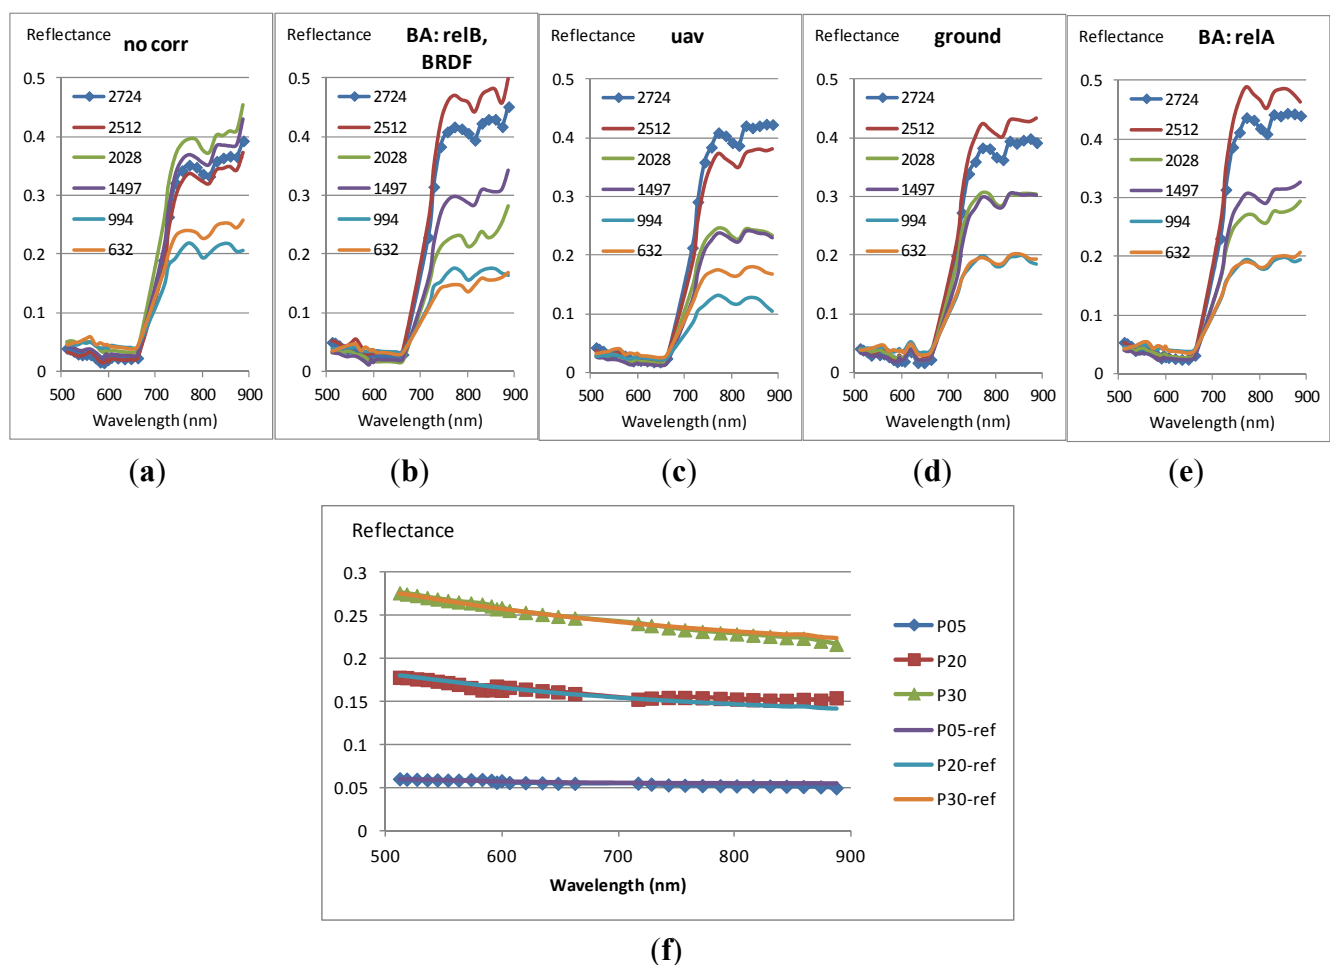 Reflectance
no corr
0.5
0.4
0.3
0.2
0.1
0
2724
2512
2028
1497
994
632
500 600 700 800 900
Wavelength (nm)
(a)
Reflectance
BA: relB,
BRDF
0.5
0.4
0.3
0.2
0.1
0
2724
2512
2028
1497
994
632
500 600 700 800 900
Wavelength (nm)
(b)
Reflectance
uav
0.5
0.4
0.3
0.2
0.1
0
2724
2512
2028
1497
994
632
500 600 700 800 900
Wavelength (nm)
(c)
Reflectance
ground
0.5
0.4
0.3
0.2
0.1
0
2724
2512
2028
1497
994
632
500 600 700 800 900
Wavelength (nm)
(d)
Reflectance
BA: relA
0.5
0.4
0.3
0.2
0.1
0
2724
2512
2028
1497
994
632
500 600 700 800 900
Wavelength (nm)
(e)
Reflectance
0.3
0.25
0.2
0.15
0.1
0.05
0
500 600 700 800 900
Wavelength (nm)
P05
P20
P30
P05-ref
P20-ref
P30-ref
(f)